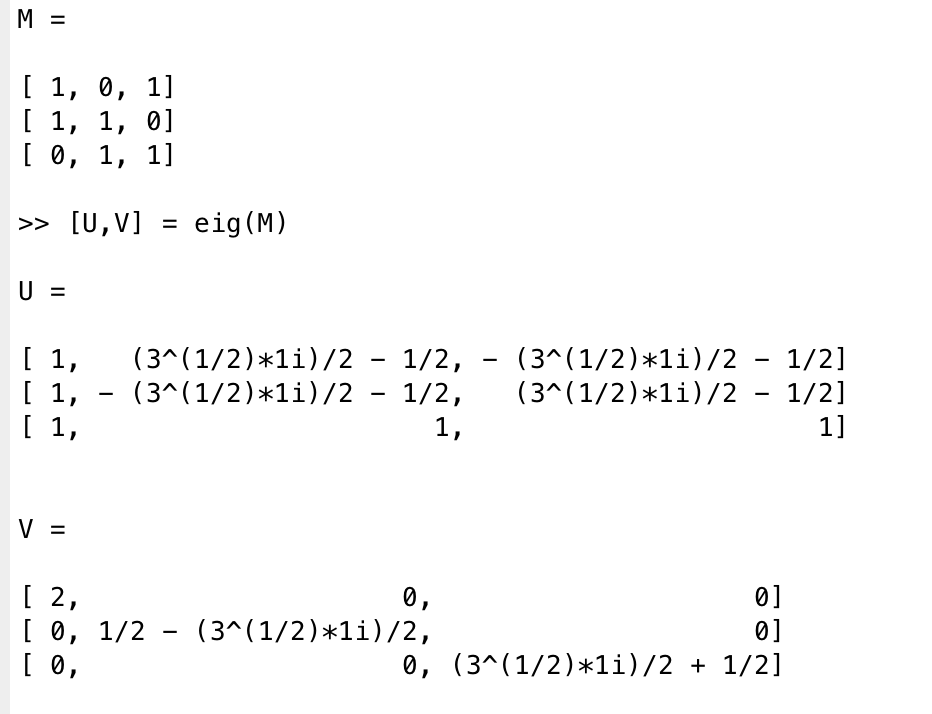 M =
[ 1, 0, 1]
[ 1, 1, 0]
[ 0, 1, 1]
>> [U,V] = eig(M)
U =
[ 1,   (3^(1/2)*1i)/2 - 1/2, - (3^(1/2)*1i)/2 - 1/2]
[ 1, - (3^(1/2)*1i)/2 - 1/2,   (3^(1/2)*1i)/2 - 1/2]
[ 1,                      1,                      1]
V =
[ 2,                    0,                    0]
[ 0, 1/2 - (3^(1/2)*1i)/2,                    0]
[ 0,                    0, (3^(1/2)*1i)/2 + 1/2]